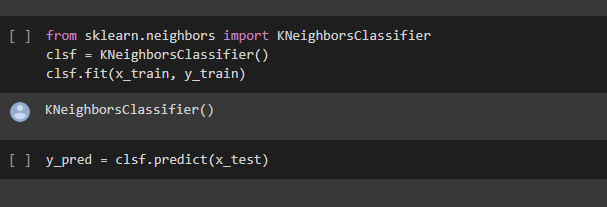 [ ] from sklearn.neighbors import KNeighborsClassifier
clsf = KNeighborsClassifier()
clsf.fit(x_train, y_train)
KNeighborsClassifier()
[ ] y_pred = clsf.predict(x_test)